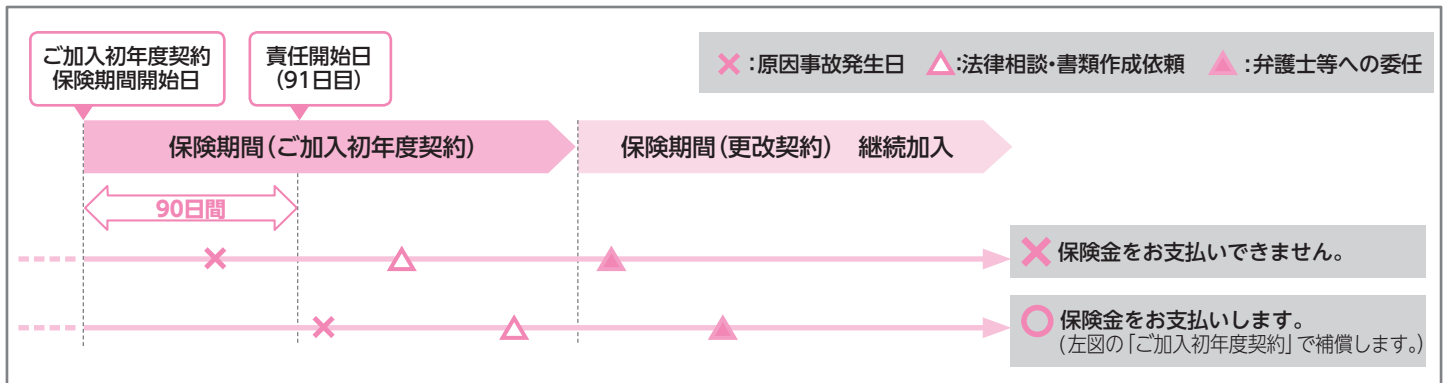 ご加入初年度契約
保険期間開始日
責任開始日
(91日目)
×:原因事故発生日 △:法律相談・書類作成依頼 ▲:弁護士等への委任
保険期間(ご加入初年度契約)
保険期間(更改契約) 継続加入
90日間
× 保険金をお支払いできません。
○ 保険金をお支払いします。
(左図の「ご加入初年度契約」で補償します。)